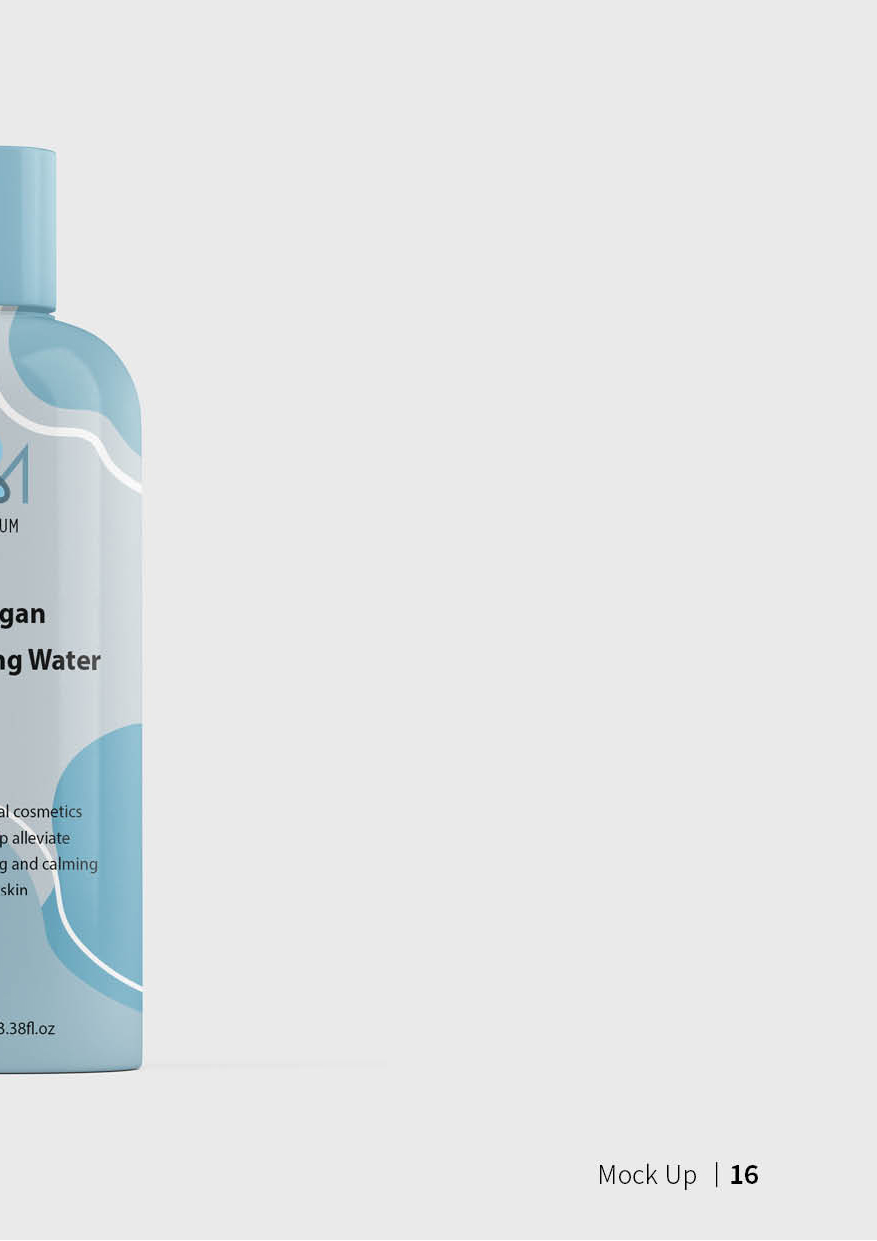 UM
gan
ng Water
al cosmetics
p alleviate
g and calming
skin
3.38fl.oz
Mock Up | 16